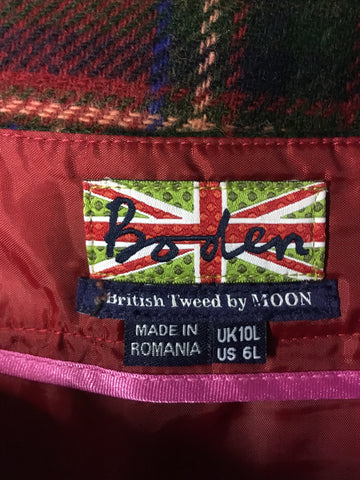 Boden
British Tweed by MOON
MADE IN
ROMANIA
UK10L
US 6L